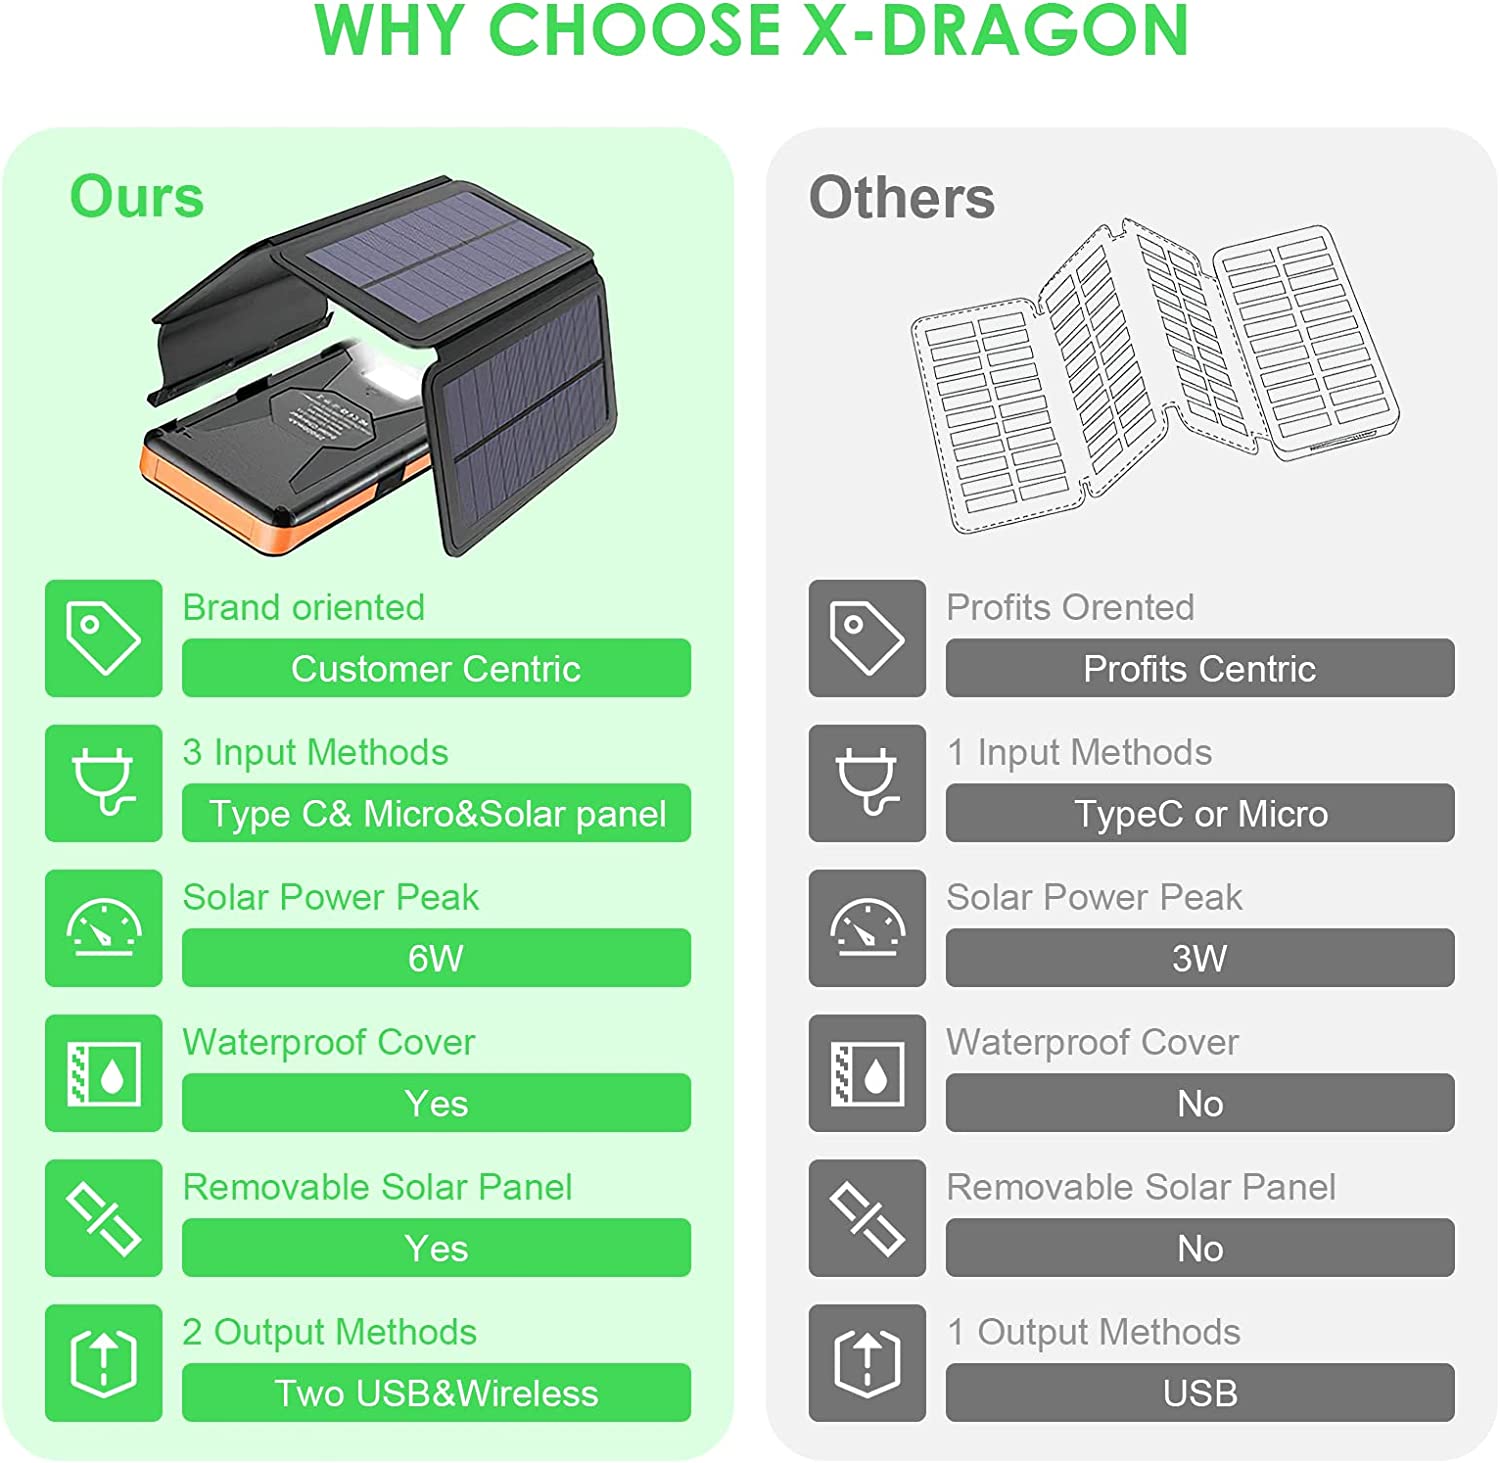 WHY CHOOSE X-DRAGON
Ours
Brand oriented
Customer Centric
3 Input Methods
Type C& Micro&Solar panel
Solar Power Peak
6W
Waterproof Cover
Yes
Removable Solar Panel
Yes
2 Output Methods
Two USB&Wireless
Others
Profits Orented
Profits Centric
1 Input Methods
TypeC or Micro
Solar Power Peak
3W
Waterproof Cover
No
Removable Solar Panel
No
1 Output Methods
USB